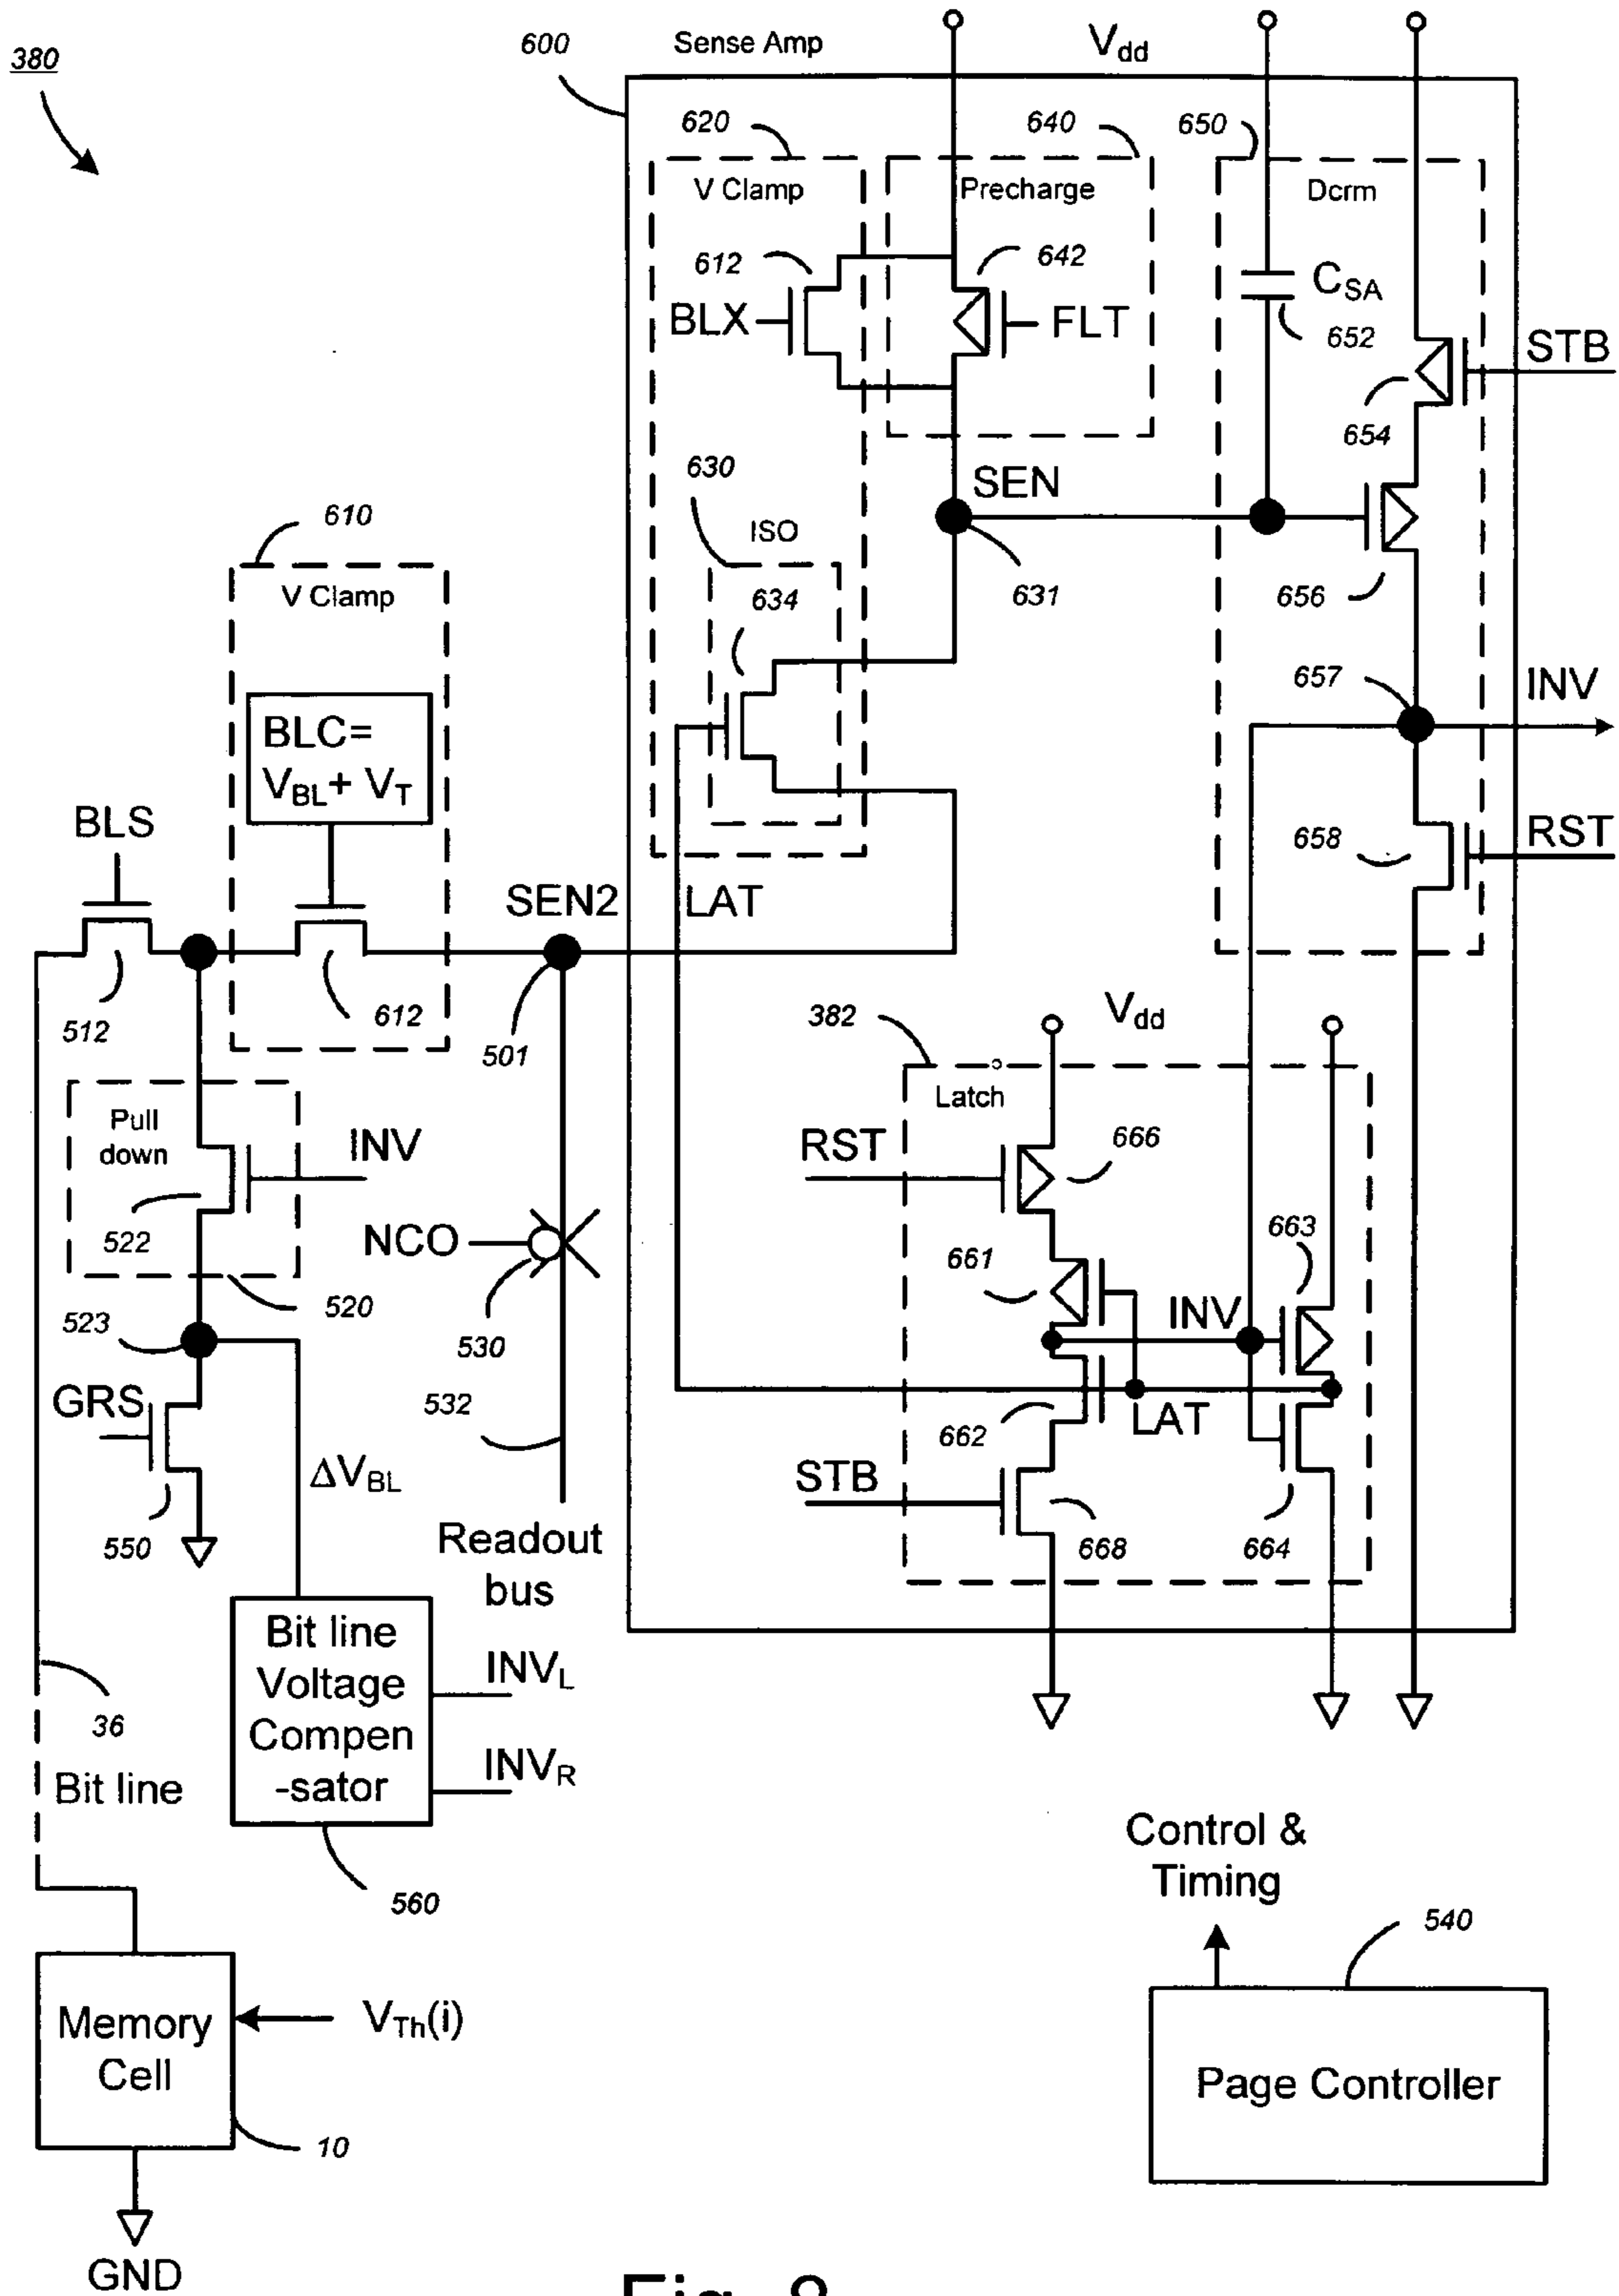 380
600
Sense Amp
Vdd
620
640
650
V Clamp
Precharge
Dcrm
612
642
BLX
FLT
CSA
652
STB
654
630
SEN
ISO
634
631
656
610
V Clamp
657
INV
BLC=
VBL+ VT
BLS
658
RST
SEN2
LAT
512
612
501
382
Vdd
Latch
Pull
down
INV
RST
666
522
NCO
661
663
520
INV
523
530
GRS
532
LAT
662
ΔVBL
STB
550
Readout
bus
668
664
Bit line
Voltage
Compen
-sator
INVL
INVR
36
Bit line
560
Control &
Timing
540
Memory
Cell
VTh(i)
Page Controller
10
GND